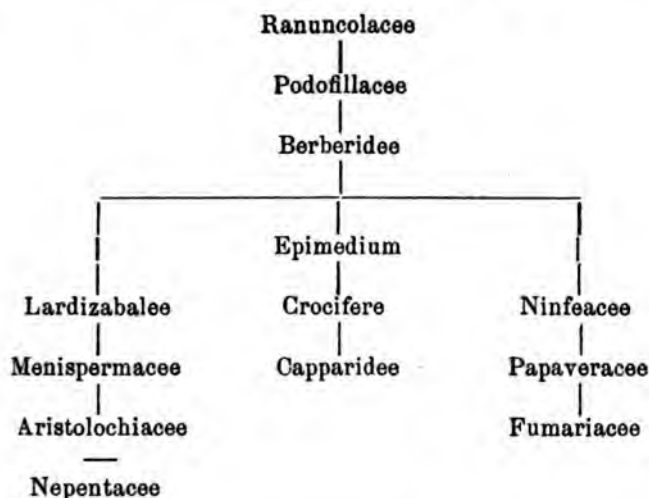 Ranuncolacee
Podofillacee
Berberidee
Epimedium
Lardizabalee Crocifere Ninfeacee
Menispermacee Capparidee Papaveracee
Aristolochiacee Fumariacee
Nepentacee